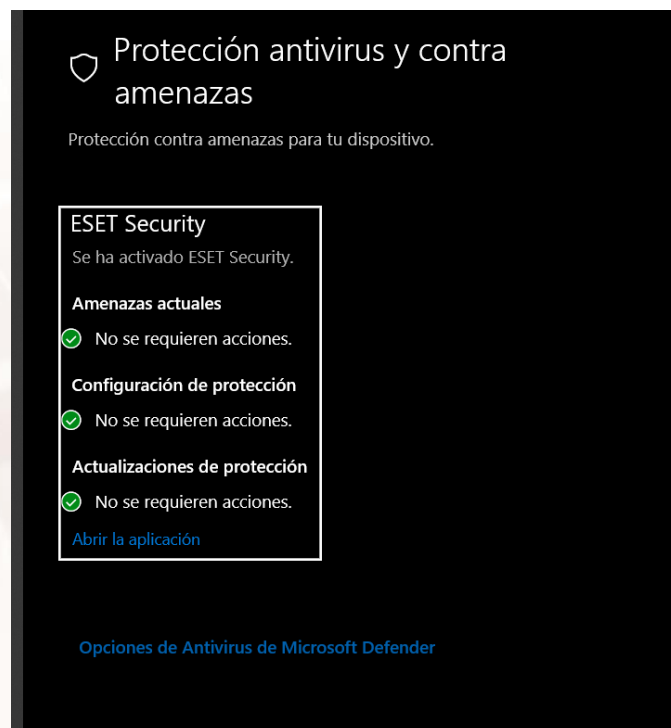 Protección antivirus y contra
amenazas
Protección contra amenazas para tu dispositivo.
ESET Security
Se ha activado ESET Security.
Amenazas actuales
No se requieren acciones.
Configuración de protección
No se requieren acciones.
Actualizaciones de protección
No se requieren acciones.
Abrir la aplicación
Opciones de Antivirus de Microsoft Defender